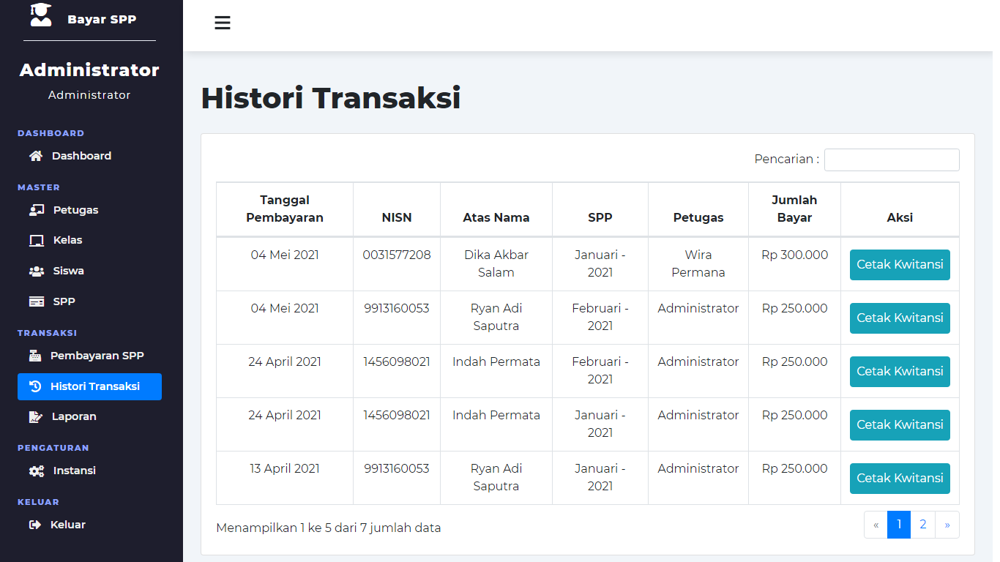 Bayar SPP
Administrator
Administrator
DASHBOARD
Dashboard
MASTER
Petugas
Kelas
Siswa
SPP
TRANSAKSI
Pembayaran SPP
Histori Transaksi
Laporan
PENGATURAN
Instansi
KELUAR
Keluar
Histori Transaksi
Pencarian :
Tanggal Pembayaran NISN Atas Nama SPP Petugas Jumlah Bayar Aksi
04 Mei 2021 0031577208 Dika Akbar Salam Januari - 2021 Wira Permana Rp 300.000 Cetak Kwitansi
04 Mei 2021 9913160053 Ryan Adi Saputra Februari - 2021 Administrator Rp 250.000 Cetak Kwitansi
24 April 2021 1456098021 Indah Permata Februari - 2021 Administrator Rp 250.000 Cetak Kwitansi
24 April 2021 1456098021 Indah Permata Januari - 2021 Administrator Rp 250.000 Cetak Kwitansi
13 April 2021 9913160053 Ryan Adi Saputra Januari - 2021 Administrator Rp 250.000 Cetak Kwitansi
Menampilkan 1 ke 5 dari 7 jumlah data
« 1 2 »